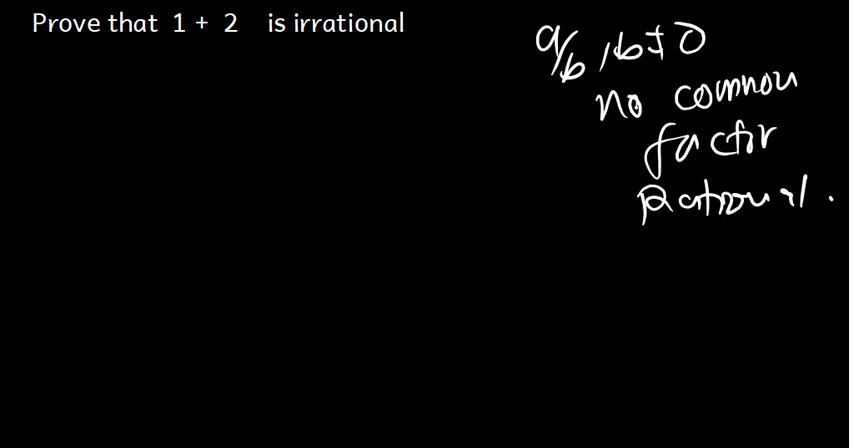 Prove that 1 + 2 is irrational
a/b, b ≠ 0
no common
factor
Rational.